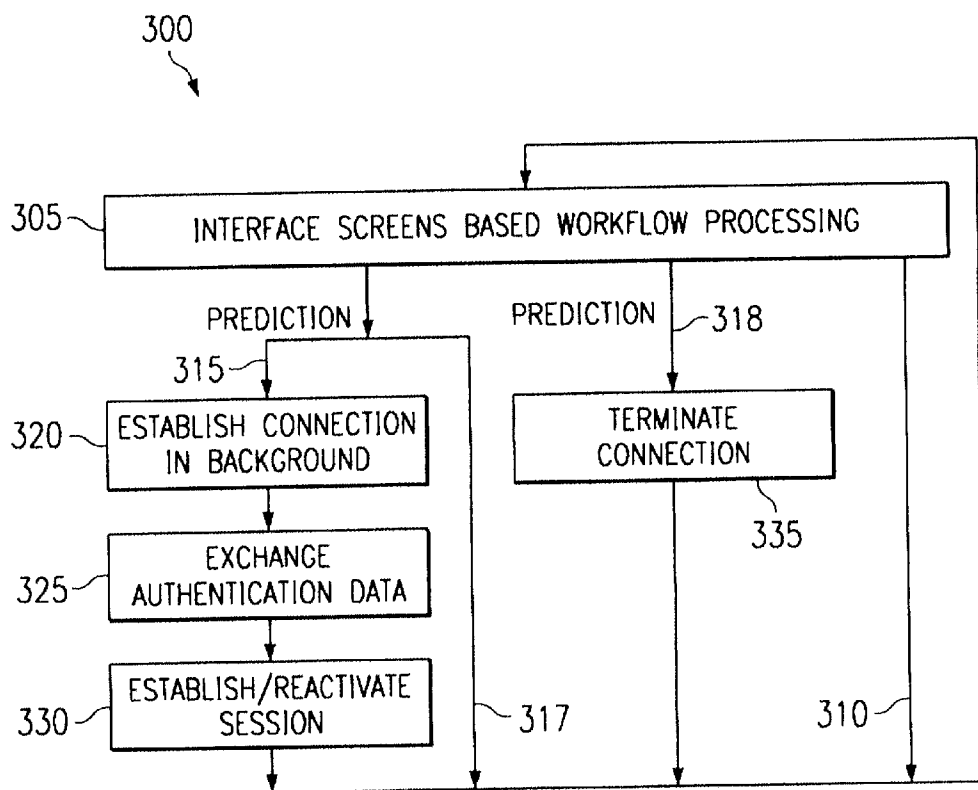 300
305
INTERFACE SCREENS BASED WORKFLOW PROCESSING
PREDICTION
PREDICTION
318
315
320
ESTABLISH CONNECTION
IN BACKGROUND
TERMINATE
CONNECTION
335
325
EXCHANGE
AUTHENTICATION DATA
330
ESTABLISH/REACTIVATE
SESSION
317
310